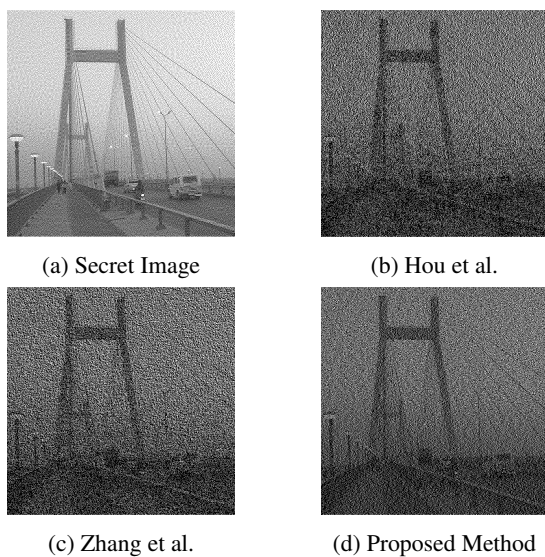 (a) Secret Image
(b) Hou et al.
(c) Zhang et al.
(d) Proposed Method